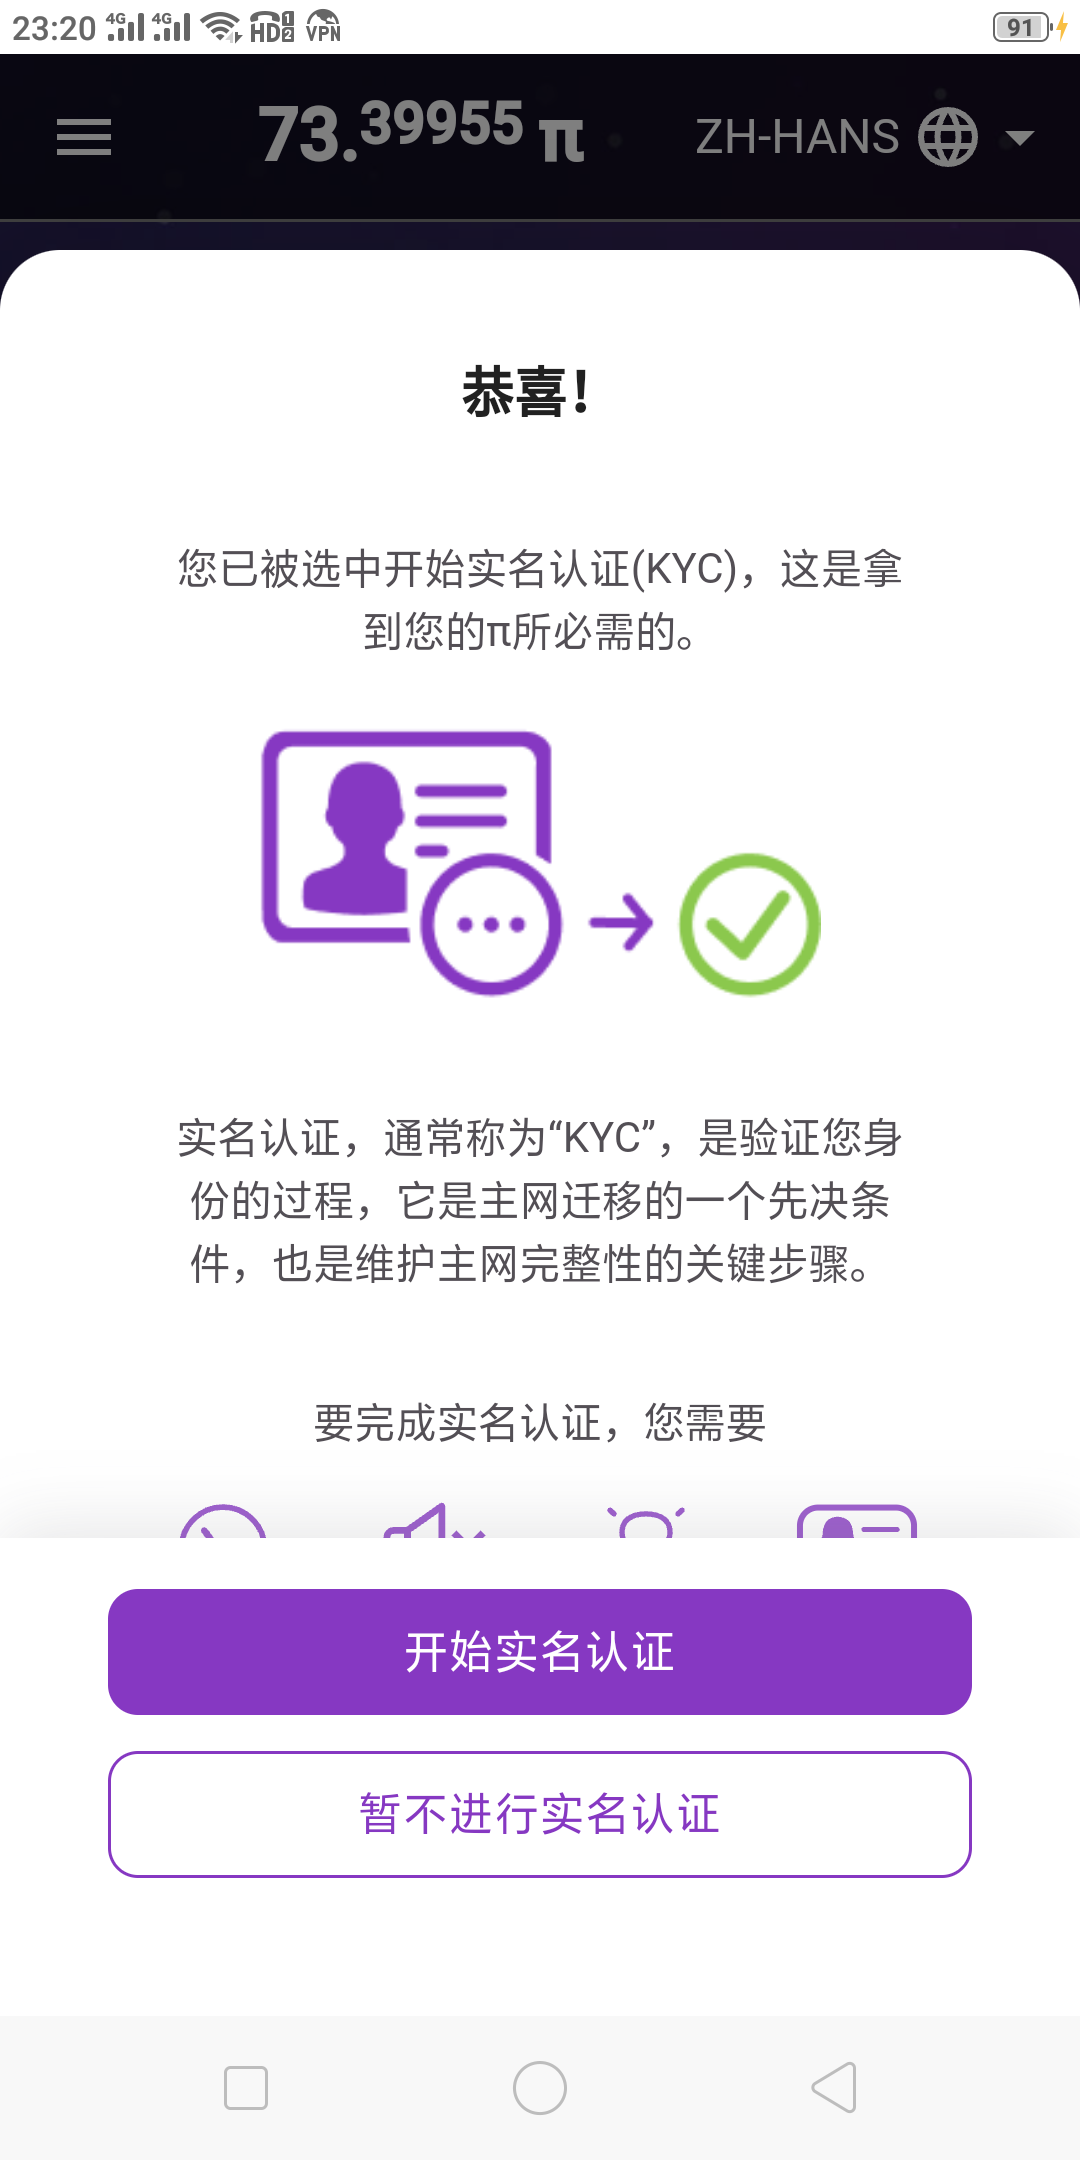 23:20 4G 4G HD 1 2 VPN 91
73.39955 π ZH-HANS
恭喜！
您已被选中开始实名认证(KYC)，这是拿
到您的π所必需的。
实名认证，通常称为“KYC”，是验证您身
份的过程，它是主网迁移的一个先决条
件，也是维护主网完整性的关键步骤。
要完成实名认证，您需要
开始实名认证
暂不进行实名认证